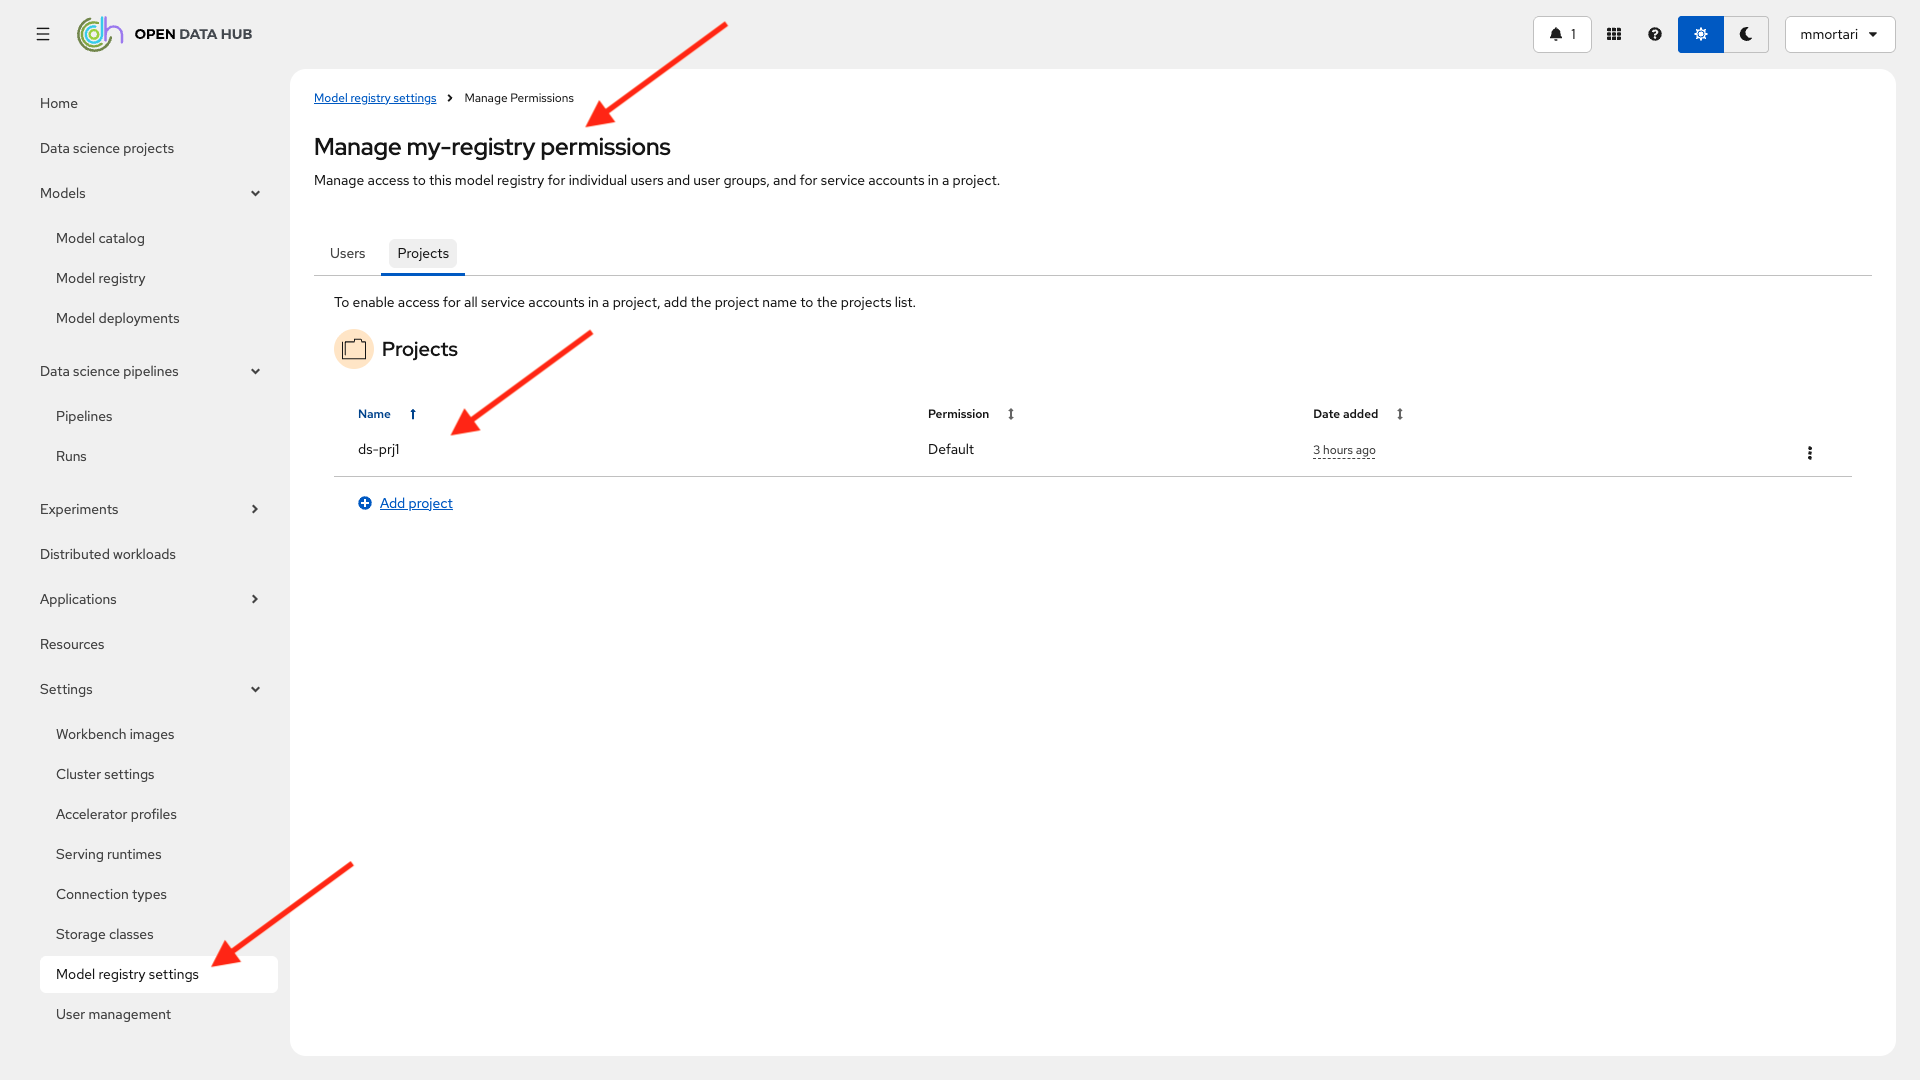 OPEN DATA HUB
1
mmortari
Home
Data science projects
Models
Model catalog
Model registry
Model deployments
Data science pipelines
Pipelines
Runs
Experiments
Distributed workloads
Applications
Resources
Settings
Workbench images
Cluster settings
Accelerator profiles
Serving runtimes
Connection types
Storage classes
Model registry settings
User management
Model registry settings > Manage Permissions
Manage my-registry permissions
Manage access to this model registry for individual users and user groups, and for service accounts in a project.
Users Projects
To enable access for all service accounts in a project, add the project name to the projects list.
Projects
Name Permission Date added
ds-prj1 Default 3 hours ago
Add project